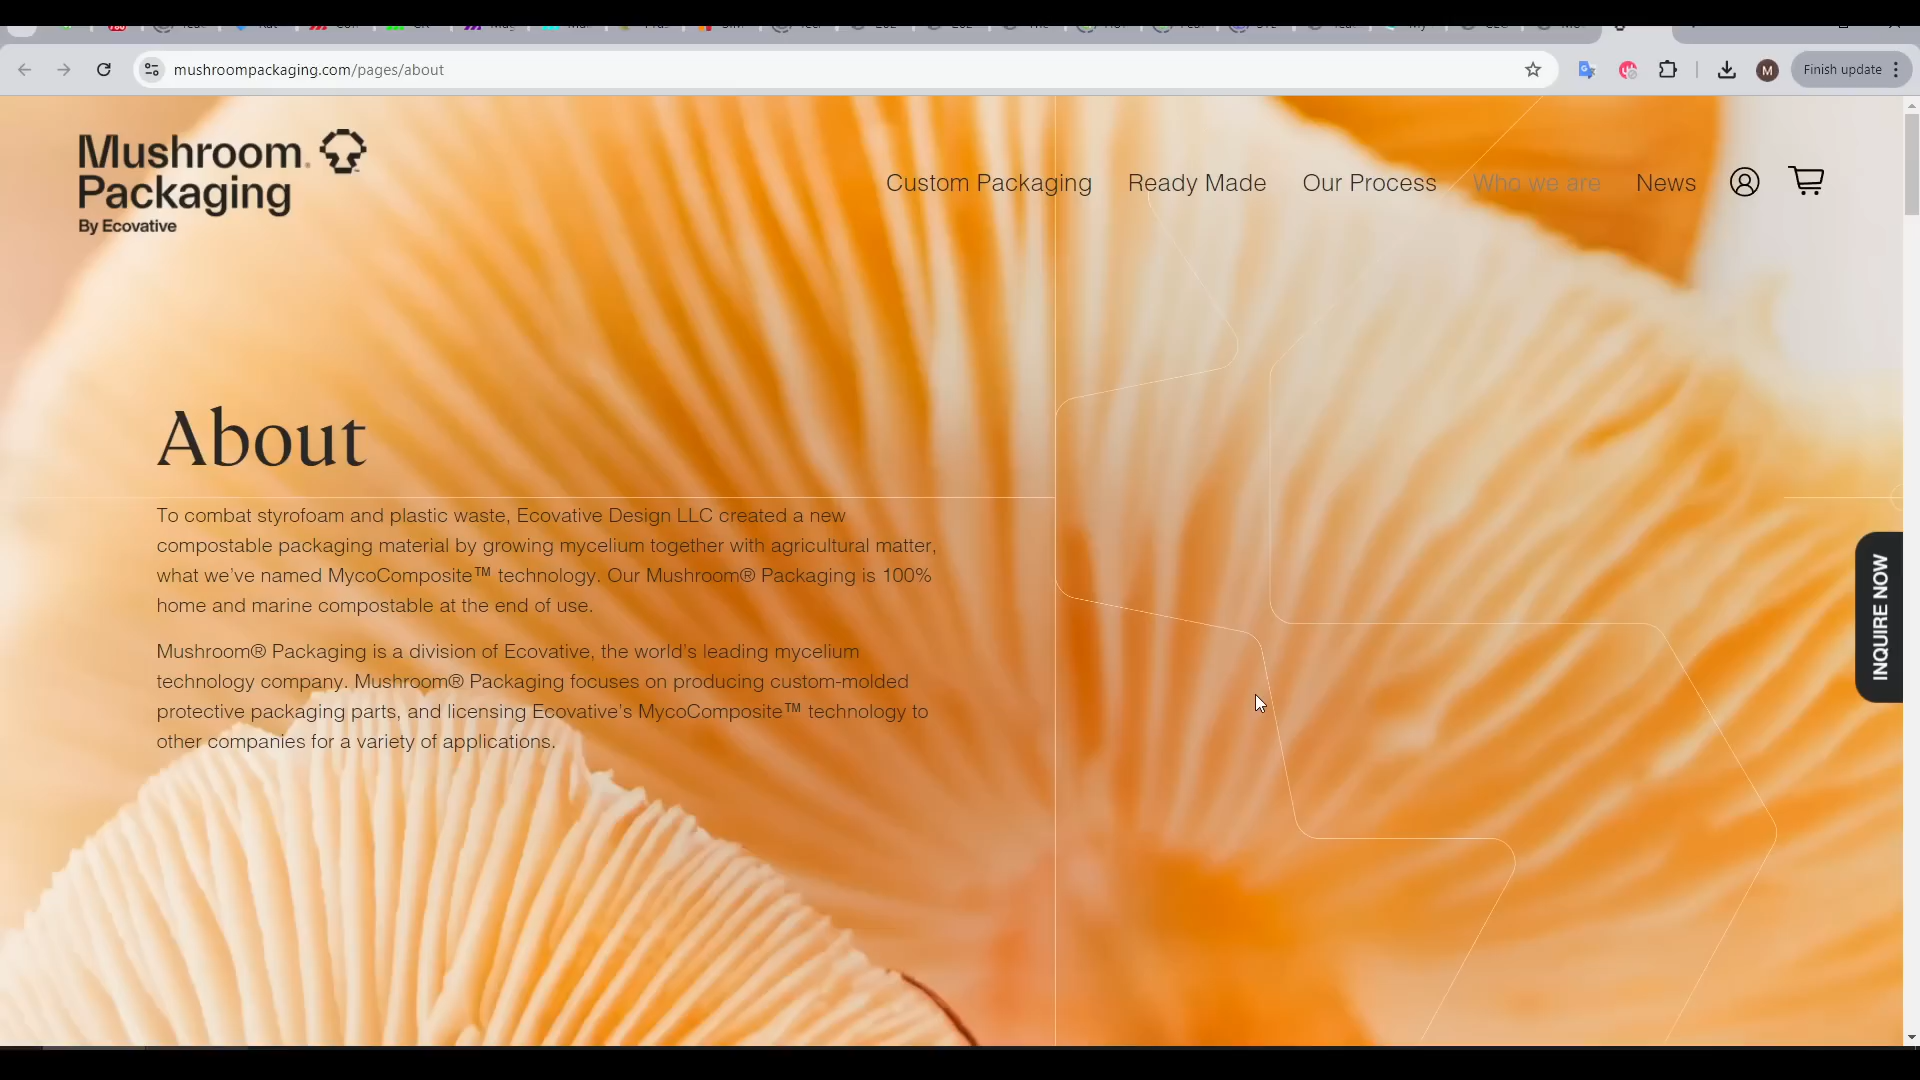 mushroompackaging.com/pages/about
Finish update
M
Mushroom.
Packaging
By Ecovative
Custom Packaging
Ready Made
Our Process
Who we are
News
About
To combat styrofoam and plastic waste, Ecovative Design LLC created a new
compostable packaging material by growing mycelium together with agricultural matter,
what we've named MycoComposite™ technology. Our Mushroom® Packaging is 100%
home and marine compostable at the end of use.
Mushroom® Packaging is a division of Ecovative, the world's leading mycelium
technology company. Mushroom® Packaging focuses on producing custom-molded
protective packaging parts, and licensing Ecovative's MycoComposite™ technology to
other companies for a variety of applications.
INQUIRE NOW